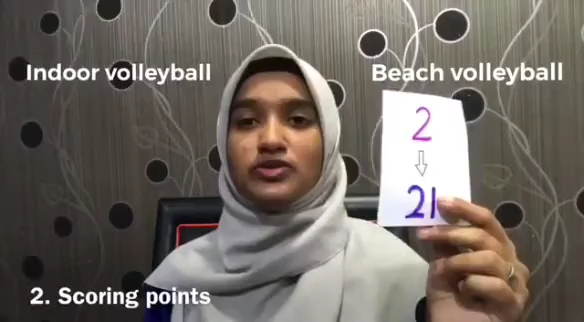 Indoor volleyball
Beach volleyball
2
21
2. Scoring points